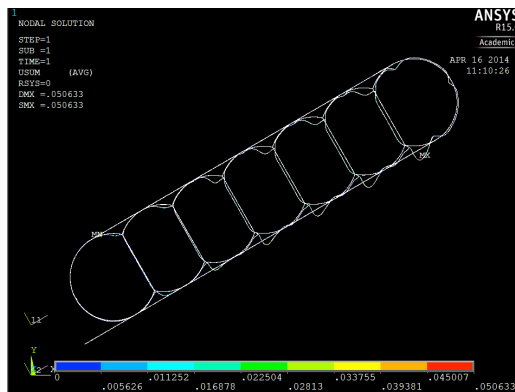 1
NODAL SOLUTION
STEP=1
SUB =1
TIME=1
USUM (AVG)
RSYS=0
DMX =.050633
SMX =.050633
ANSYS
R15.
Academic
APR 16 2014
11:10:26
MX
MN
11
Y
X
0 .011252 .022504 .033755 .045007
.005626 .016878 .02813 .039381 .050633